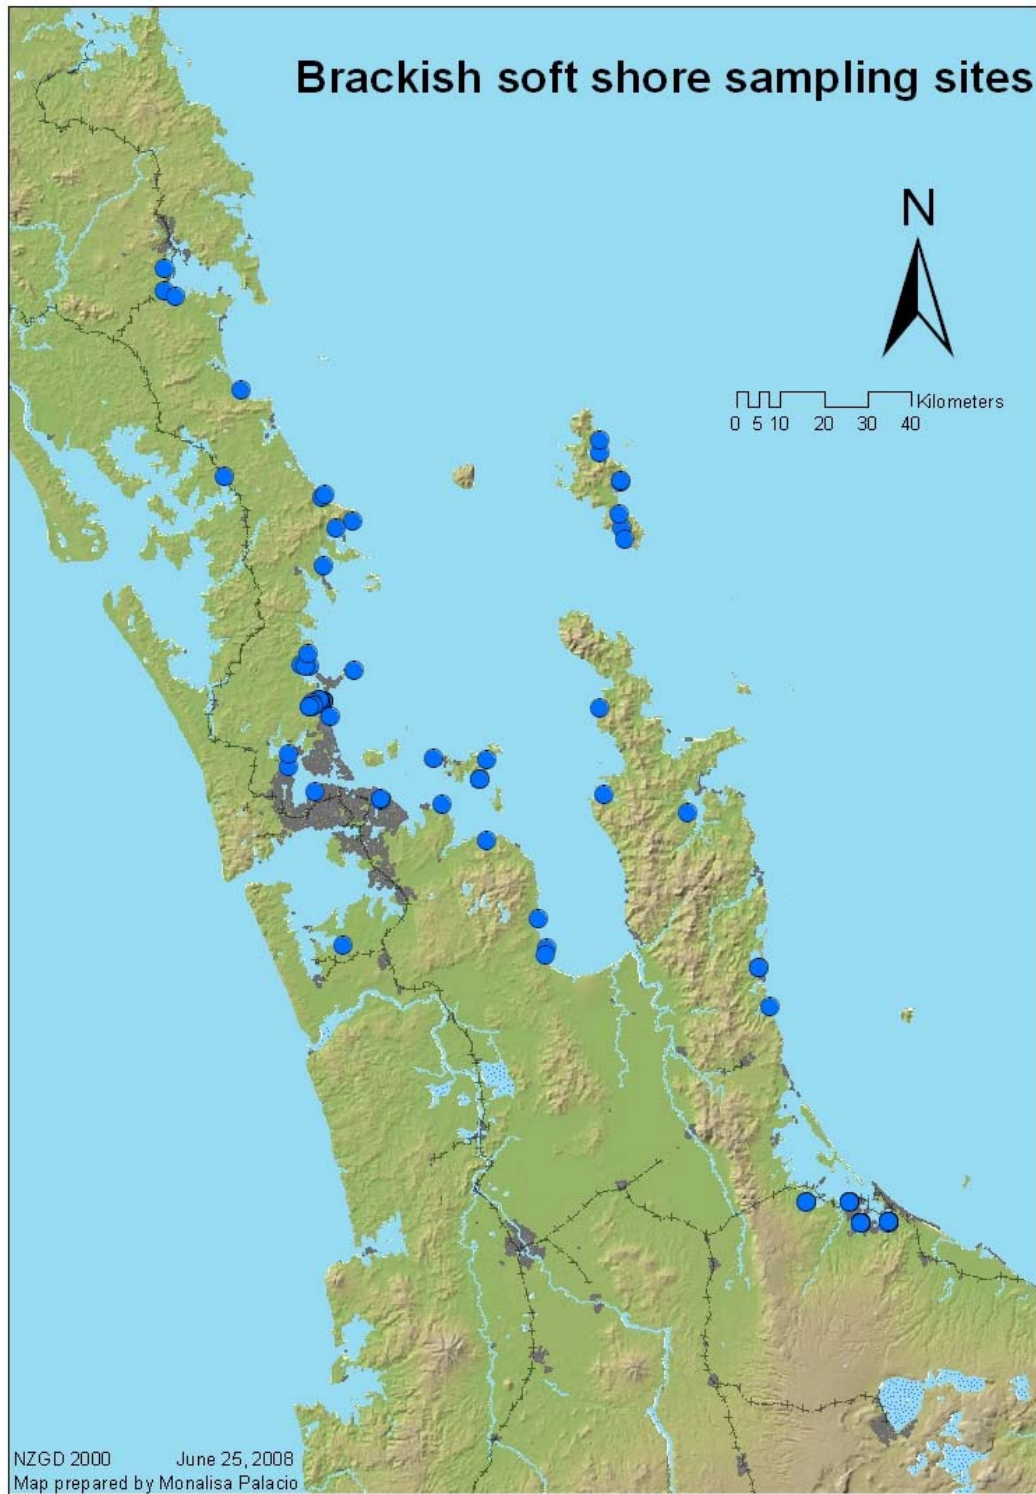 Brackish soft shore sampling sites
N
Kilometers
0 5 10 20 30 40
NZGD 2000 June 25, 2008
Map prepared by Monalisa Palacio